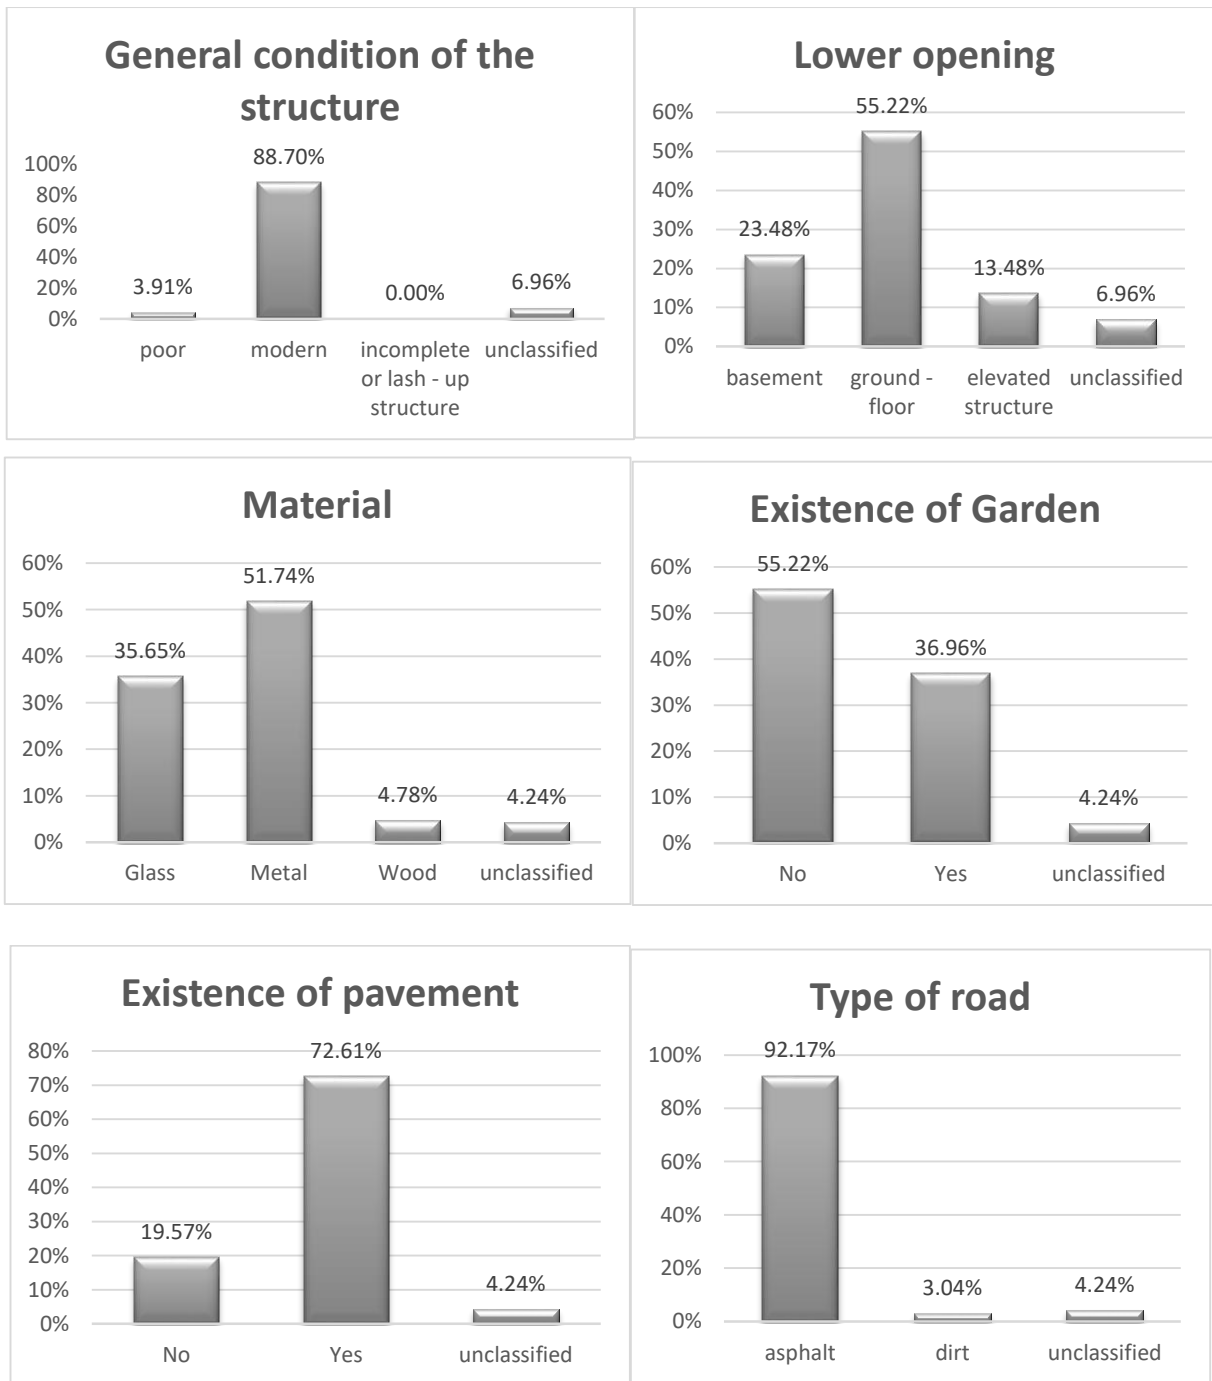 General condition of the
structure
100%
80%
60%
40%
20%
0%
3.91%
88.70%
0.00%
6.96%
poor
modern
incomplete
or lash - up
structure
unclassified
Lower opening
60%
50%
40%
30%
20%
10%
0%
23.48%
55.22%
13.48%
6.96%
basement
ground -
floor
elevated
structure
unclassified
Material
60%
50%
40%
30%
20%
10%
0%
35.65%
51.74%
4.78%
4.24%
Glass
Metal
Wood
unclassified
Existence of Garden
60%
50%
40%
30%
20%
10%
0%
55.22%
36.96%
4.24%
No
Yes
unclassified
Existence of pavement
80%
70%
60%
50%
40%
30%
20%
10%
0%
19.57%
72.61%
4.24%
No
Yes
unclassified
Type of road
100%
80%
60%
40%
20%
0%
92.17%
3.04%
4.24%
asphalt
dirt
unclassified